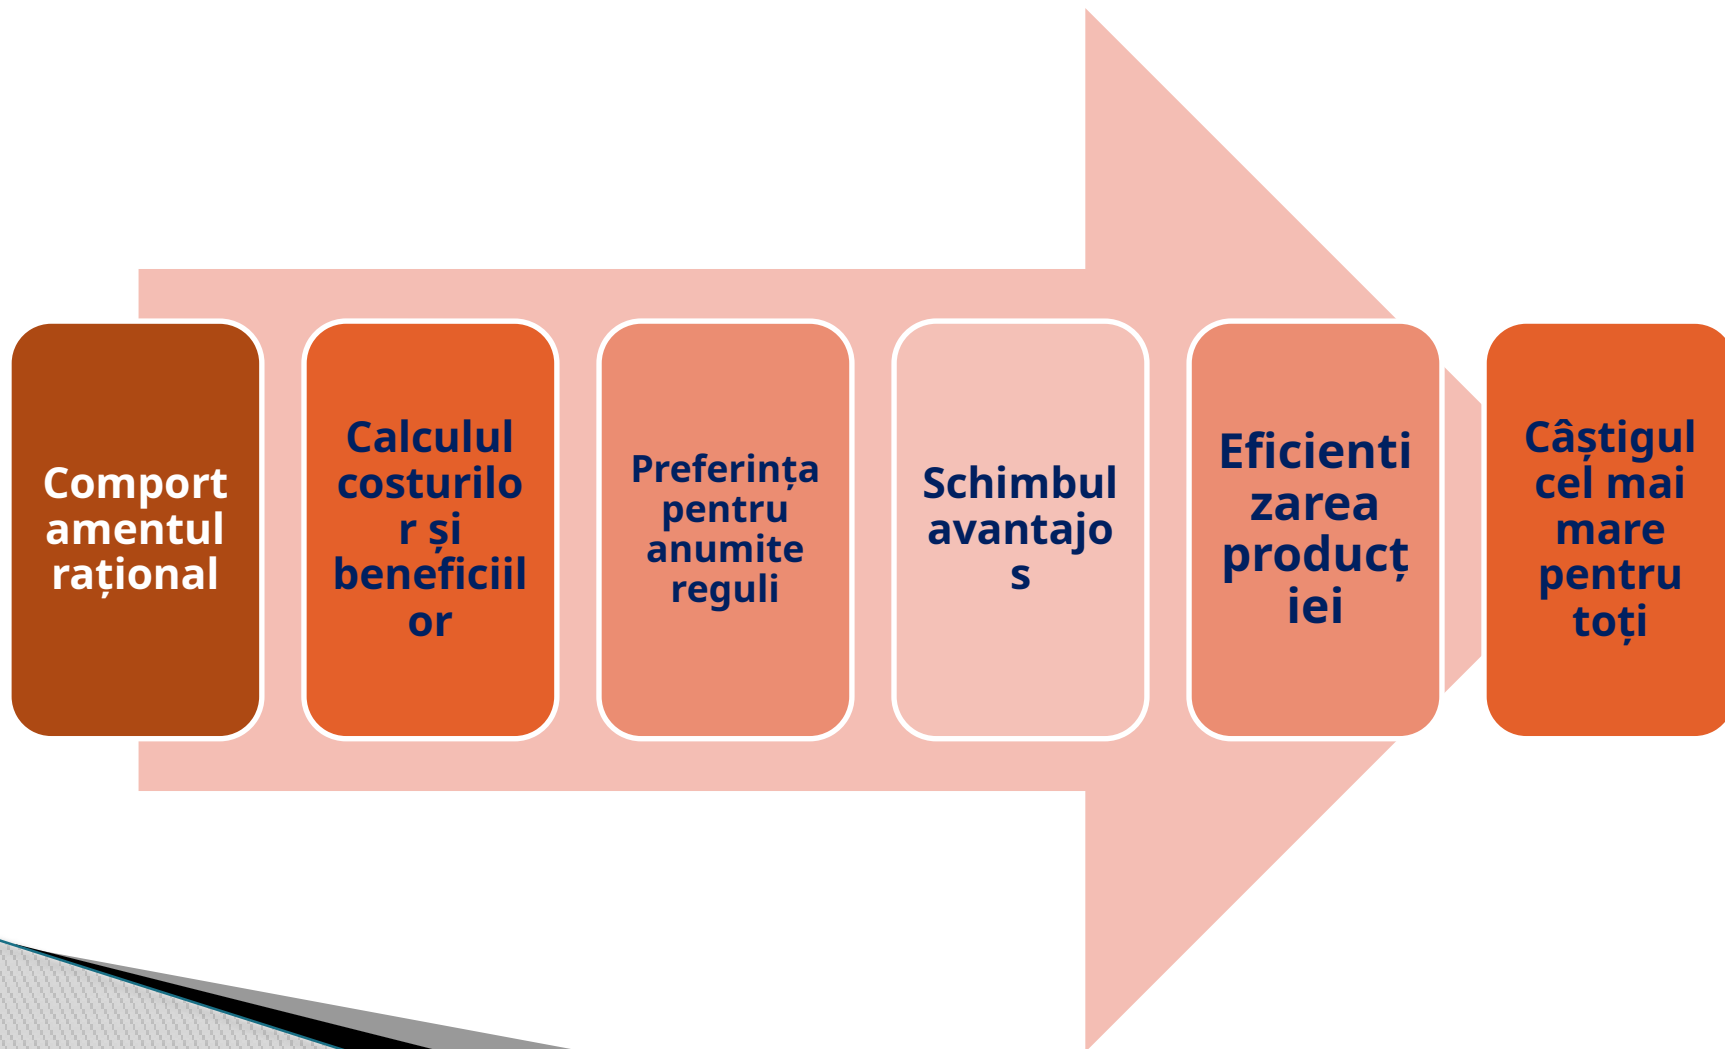 Comport
amentul
rațional
Calculul
costurilo
r și
beneficiil
or
Preferința
pentru
anumite
reguli
Schimbul
avantajo
s
Eficienti
zarea
producț
iei
Câștigul
cel mai
mare
pentru
toți